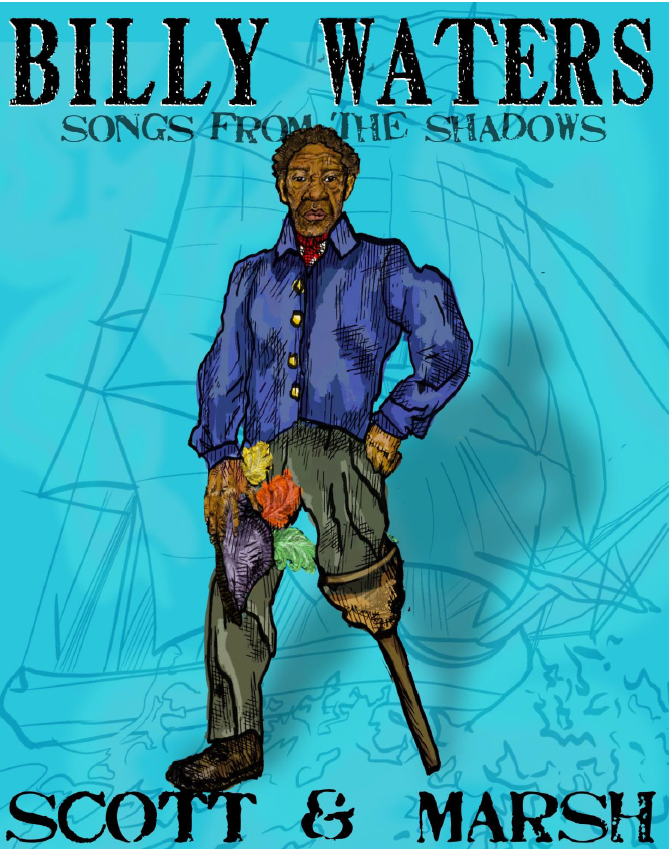 BILLY WATERS
SONGS FROM THE SHADOWS
SCOTT & MARSH